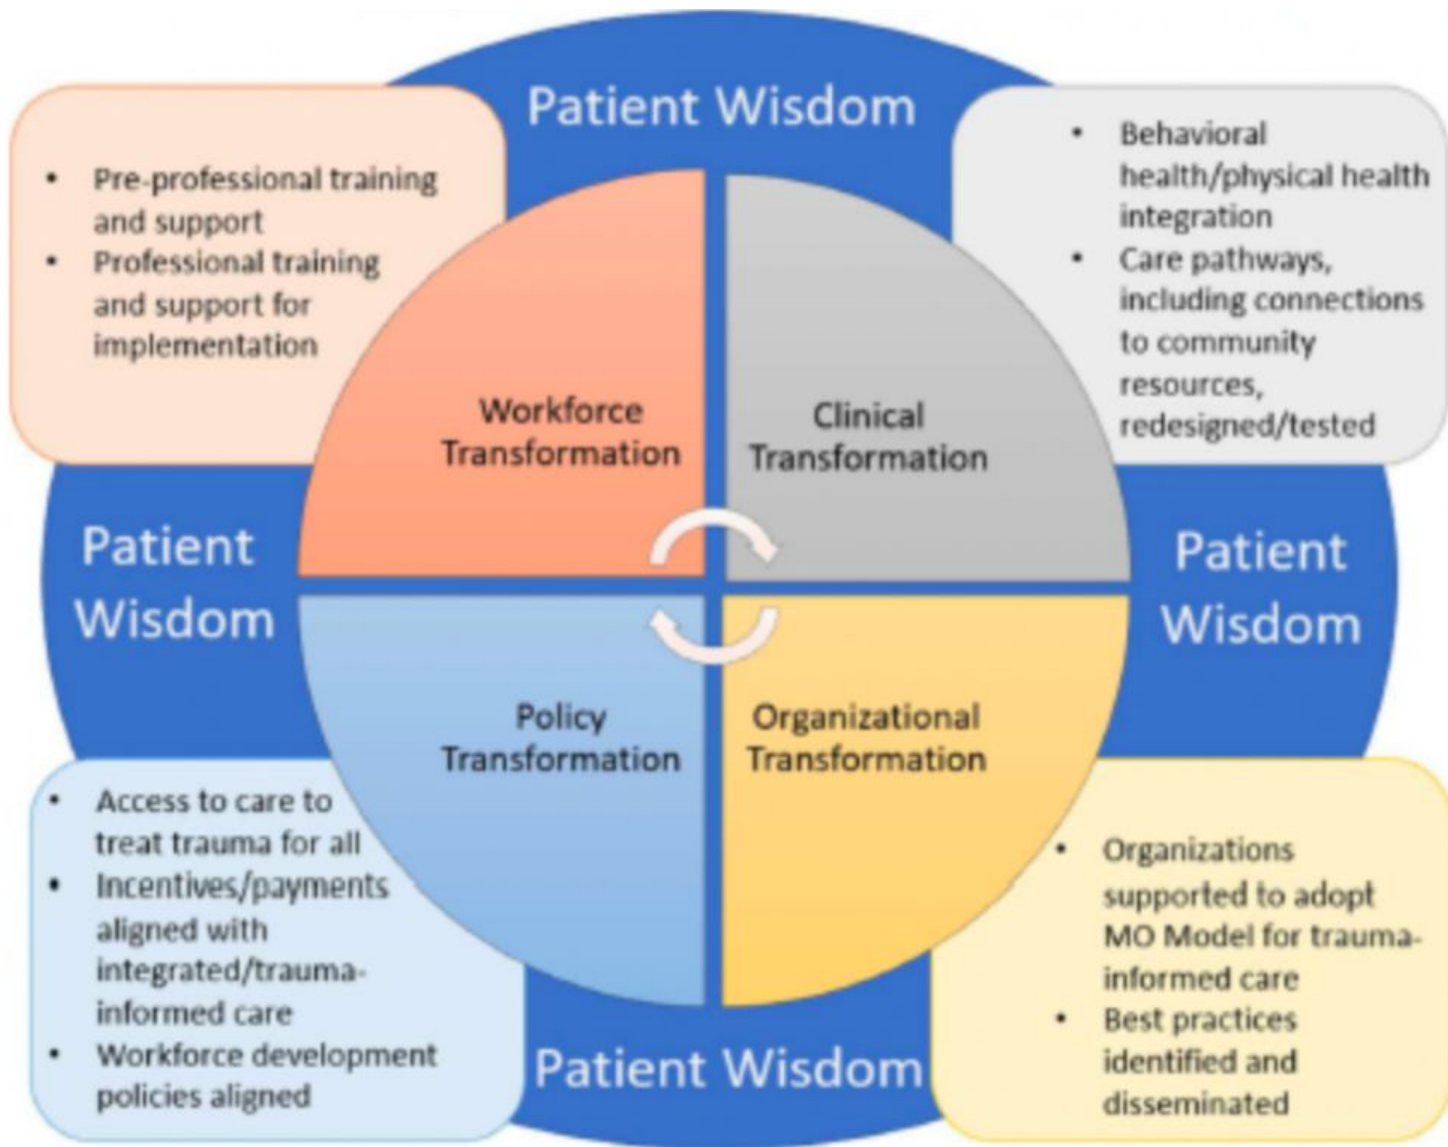 Patient Wisdom
• Pre-professional training
and support
• Professional training
and support for
implementation
• Behavioral
health/physical health
integration
• Care pathways,
including connections
to community
resources,
redesigned/tested
Workforce
Transformation
Clinical
Transformation
Patient
Wisdom
Patient
Wisdom
Policy
Transformation
Organizational
Transformation
• Access to care to
treat trauma for all
• Incentives/payments
aligned with
integrated/trauma-
informed care
• Workforce development
policies aligned
• Organizations
supported to adopt
MO Model for trauma-
informed care
• Best practices
identified and
disseminated
Patient Wisdom